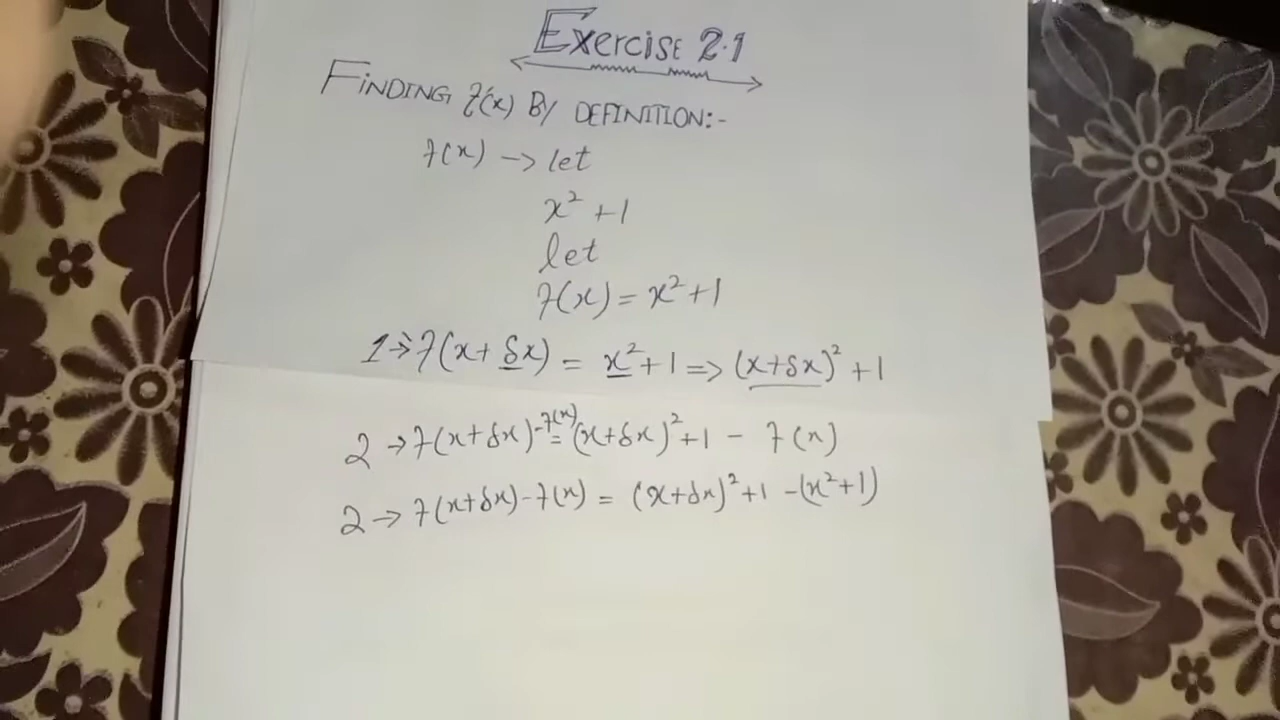 Exercise 2.1
FINDING f'(x) BY DEFINITION:-
f(x) → let
x² + 1
let
f(x) = x² + 1
1→ f(x + δx) = x² + 1 => (x+δx)² + 1
2 → f(x+δx) - f(x) = (x+δx)² + 1 - f(x)
2 → f(x+δx) - f(x) = (x+δx)² + 1 - (x²+1)